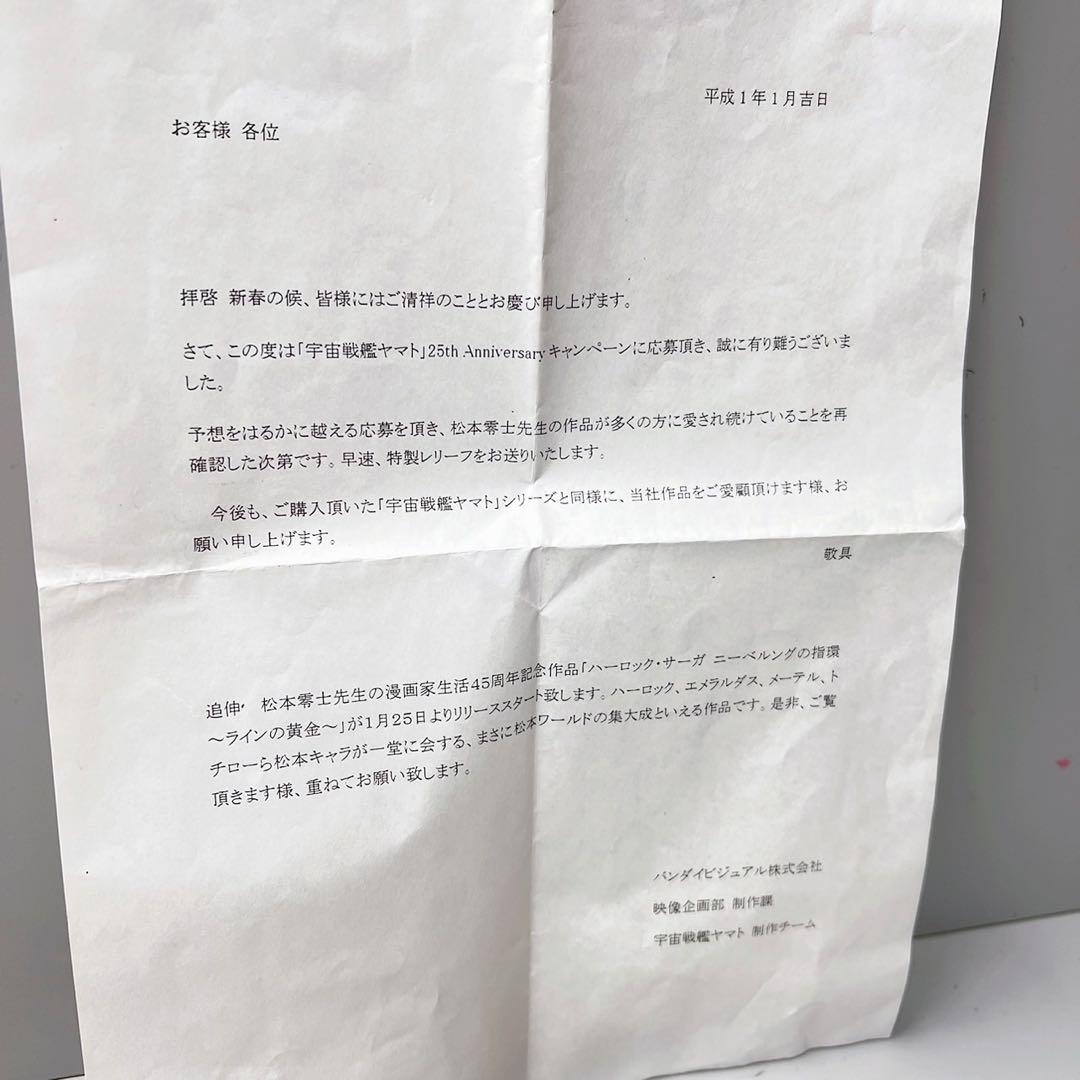 平成1年1月吉日
お客様 各位
拝啓 新春の候、皆様にはご清祥のこととお慶び申し上げます。
さて、この度は「宇宙戦艦ヤマト」25th Anniversary キャンペーンに応募頂き、誠に有り難うございま
した。
予想をはるかに越える応募を頂き、松本零士先生の作品が多くの方に愛され続けていることを再
確認した次第です。早速、特製レリーフをお送りいたします。
今後も、ご購入頂いた「宇宙戦艦ヤマト」シリーズと同様に、当社作品をご愛顧頂けます様、お
願い申し上げます。
敬具
追伸 松本零士先生の漫画家生活45周年記念作品「ハーロック・サーガ ニーベルングの指環
～ラインの黄金～」が1月25日よりリリーススタート致します。ハーロック、エメラルダス、メーテル、ト
チローら松本キャラが一堂に会する、まさに松本ワールドの集大成といえる作品です。是非、ご覧
頂きます様、重ねてお願い致します。
バンダイビジュアル株式会社
映像企画部 制作課
宇宙戦艦ヤマト 制作チーム